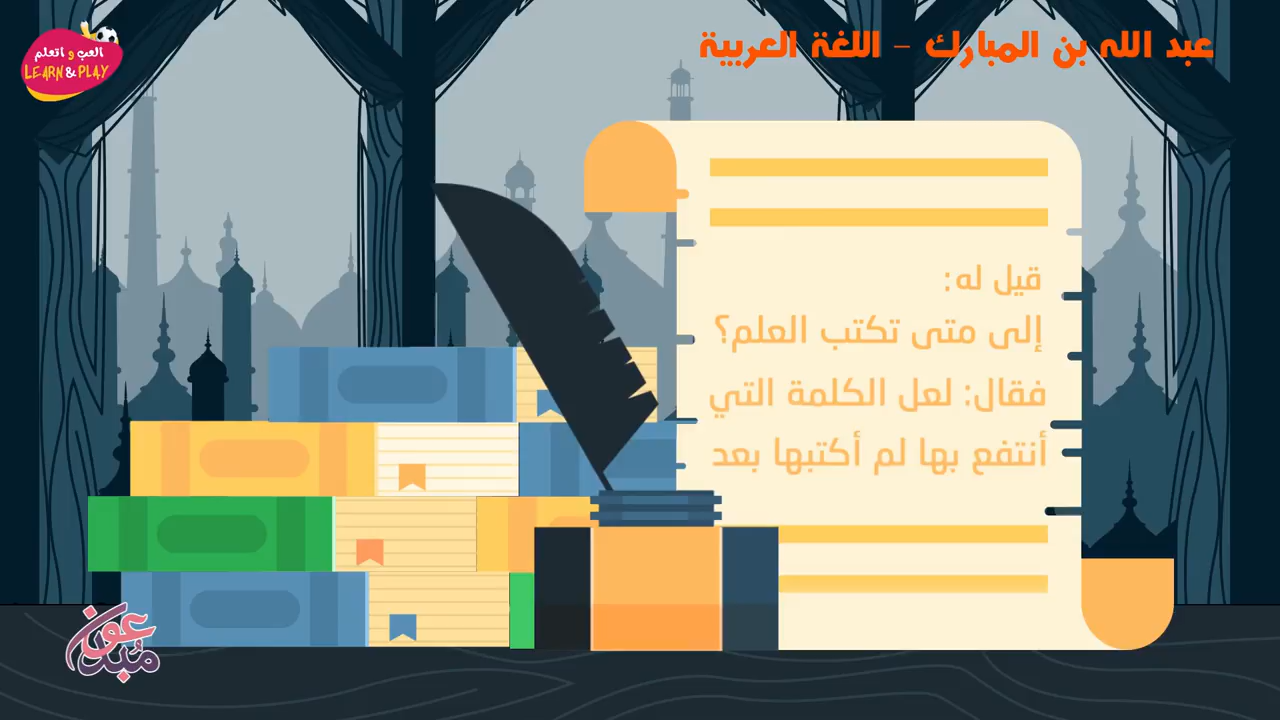 عبد الله بن المبارك – اللغة العربية
العب و اتعلم
LEARN & PLAY
قيل له:
إلى متى تكتب العلم؟
فقال: لعل الكلمة التي
أنتفع بها لم أكتبها بعد
مبدعون